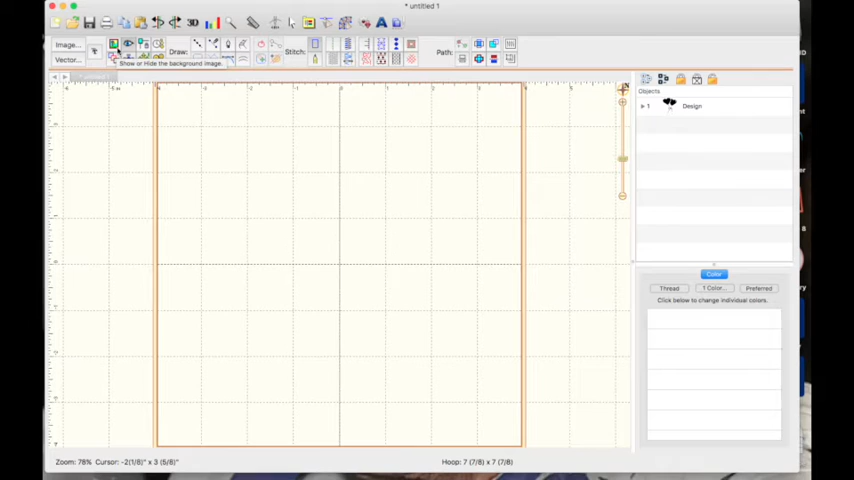 * untitled 1
3D
A
Image...
Vector...
Draw:
Stitch:
Path:
Show or Hide the background image.
Objects
1 Design
Color
Thread
1 Color...
Preferred
Click below to change individual colors.
Zoom: 78% Cursor: -2(1/8)" x 3 (5/8)"
Hoop: 7 (7/8) x 7 (7/8)